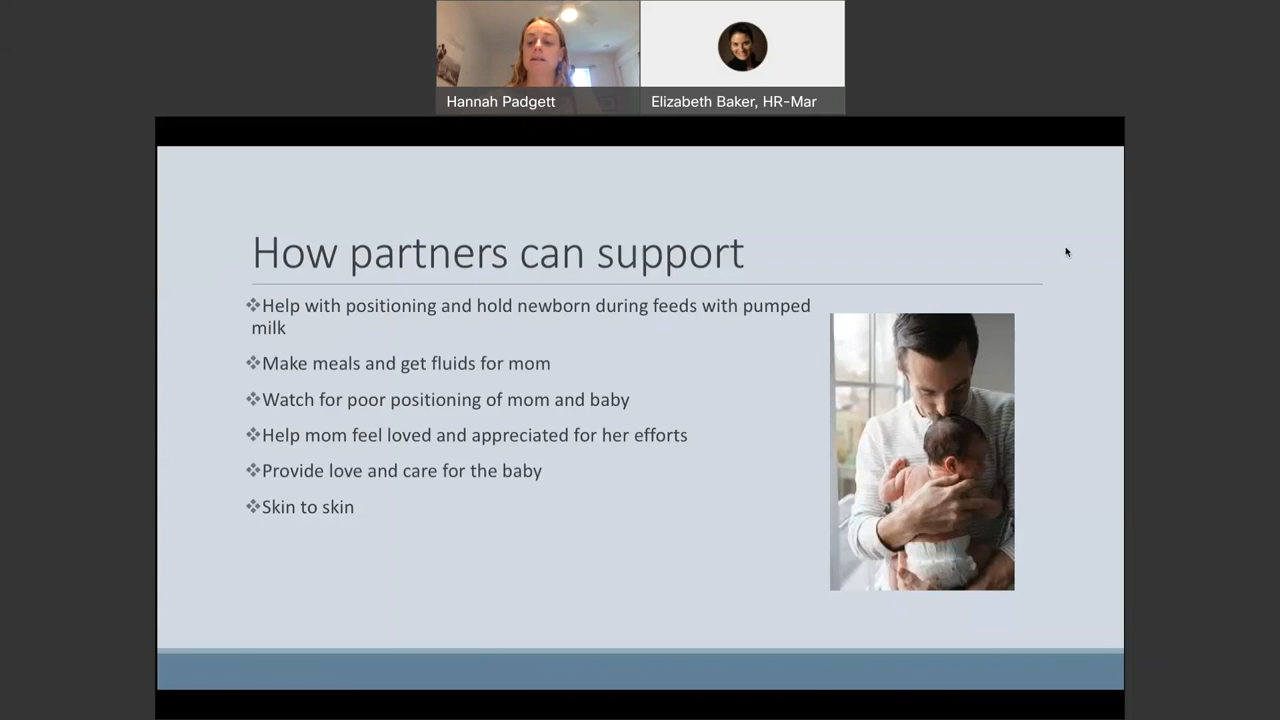 Hannah Padgett
Elizabeth Baker, HR-Mar
How partners can support
❖Help with positioning and hold newborn during feeds with pumped
milk
❖Make meals and get fluids for mom
❖Watch for poor positioning of mom and baby
❖Help mom feel loved and appreciated for her efforts
❖Provide love and care for the baby
❖Skin to skin